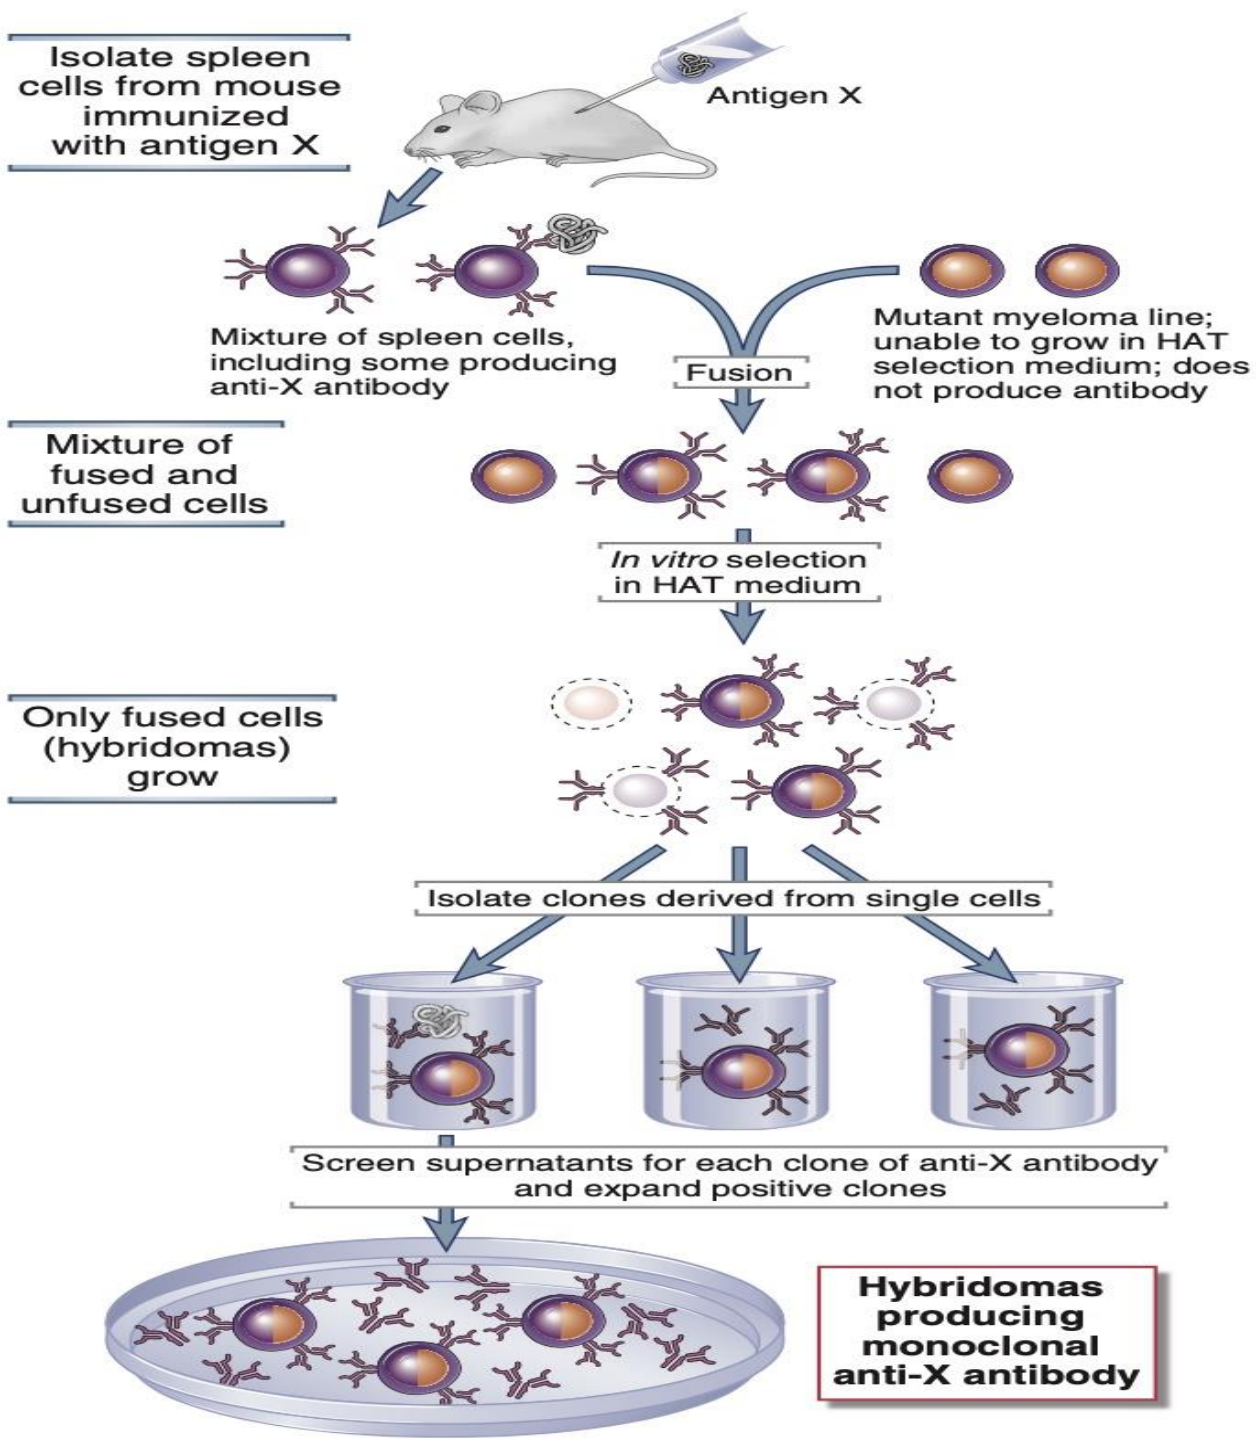 Isolate spleen
cells from mouse
immunized
with antigen X
Antigen X
Mixture of spleen cells,
including some producing
anti-X antibody
Mutant myeloma line;
unable to grow in HAT
selection medium; does
not produce antibody
Fusion
Mixture of
fused and
unfused cells
In vitro selection
in HAT medium
Only fused cells
(hybridomas)
grow
Isolate clones derived from single cells
Screen supernatants for each clone of anti-X antibody
and expand positive clones
Hybridomas
producing
monoclonal
anti-X antibody